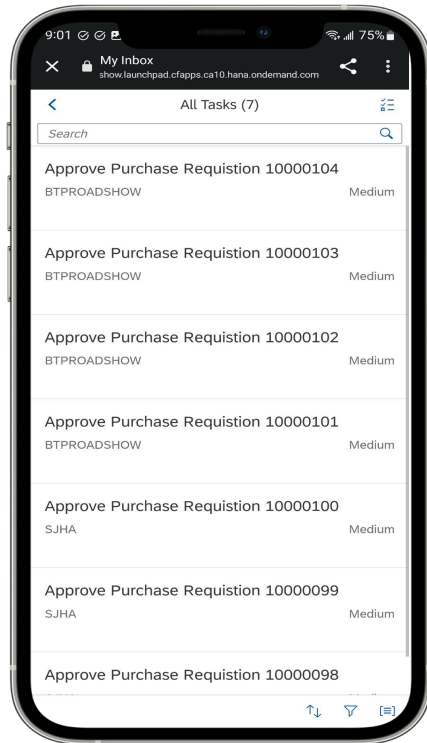 9:01 75%
My Inbox
show.launchpad.cfapps.ca10.hana.ondemand.com
All Tasks (7)
Search
Approve Purchase Requistion 10000104
BTPROADSHOW Medium
Approve Purchase Requistion 10000103
BTPROADSHOW Medium
Approve Purchase Requistion 10000102
BTPROADSHOW Medium
Approve Purchase Requistion 10000101
BTPROADSHOW Medium
Approve Purchase Requistion 10000100
SJHA Medium
Approve Purchase Requistion 10000099
SJHA Medium
Approve Purchase Requistion 10000098